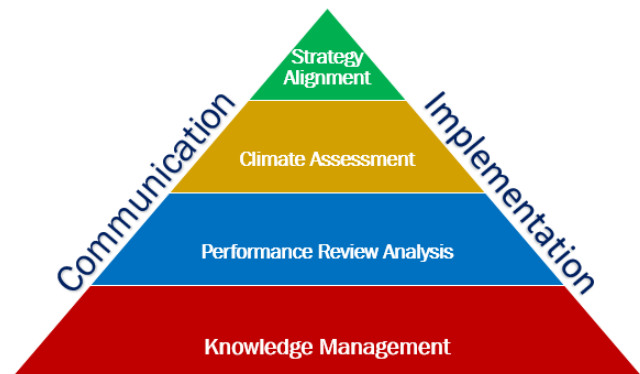 Strategy
Alignment
Communication
Implementation
Climate Assessment
Performance Review Analysis
Knowledge Management